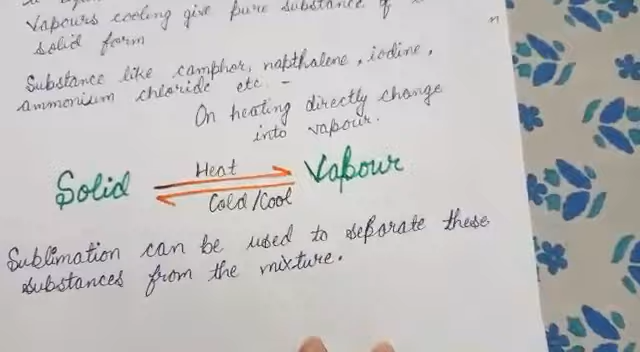 Vapours cooling give pure substance of
solid form
Substance like camphor, napthalene, iodine,
ammonium chloride etc. -
On heating directly change
into vapour.
Heat
Solid Vapour
Cold/Cool
Sublimation can be used to separate these
substances from the mixture.